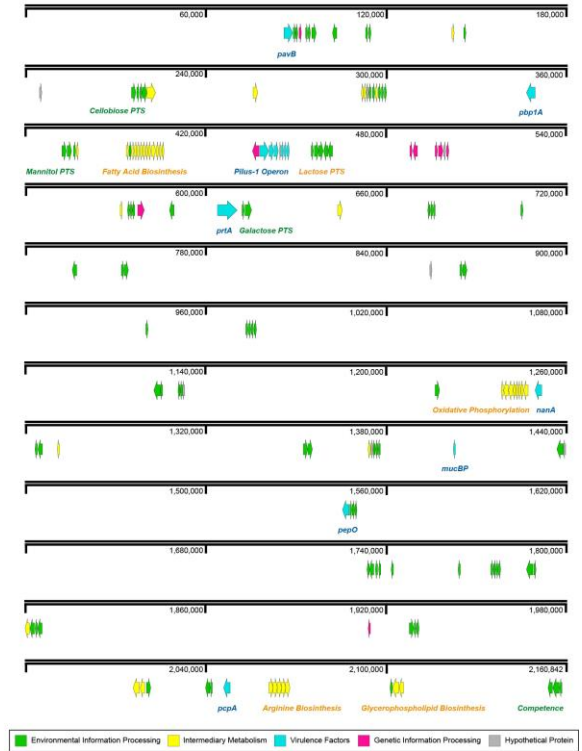 60,000 120,000 180,000
pavB
240,000 300,000 360,000
Cellobiose PTS pbp1A
420,000 480,000 540,000
Mannitol PTS Fatty Acid Biosinthesis Pilus-1 Operon Lactose PTS
600,000 660,000 720,000
prtA Galactose PTS
780,000 840,000 900,000
960,000 1,020,000 1,080,000
1,140,000 1,200,000 1,260,000
Oxidative Phosphorylation nanA
1,320,000 1,380,000 1,440,000
mucBP
1,500,000 1,560,000 1,620,000
pepO
1,680,000 1,740,000 1,800,000
1,860,000 1,920,000 1,980,000
2,040,000 2,100,000 2,160,842
pcpA Arginine Biosinthesis Glycerophospholipid Biosinthesis Competence
Environmental Information Processing Intermediary Metabolism Virulence Factors Genetic Information Processing Hypothetical Protein